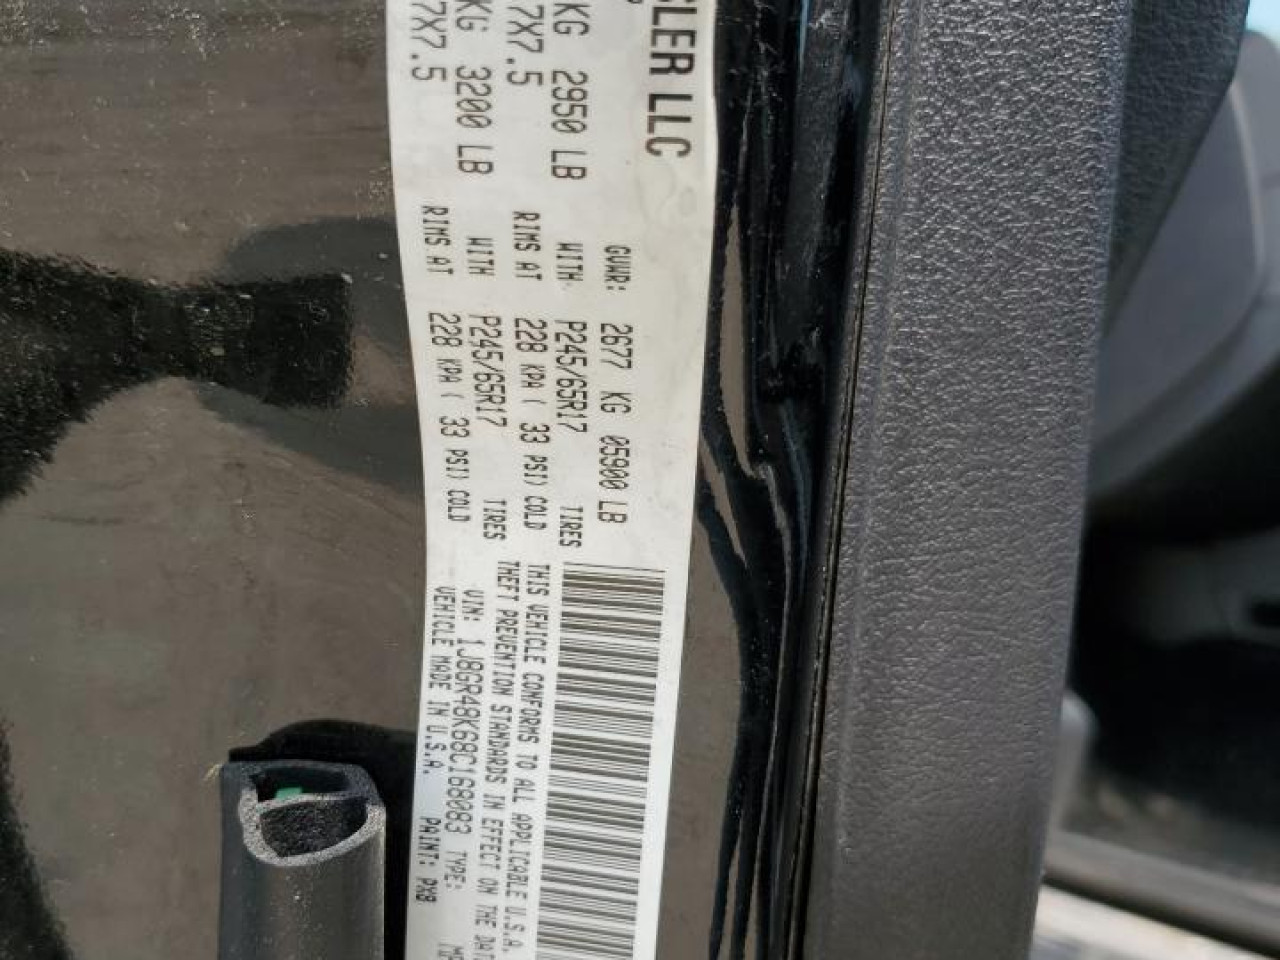 SLER LLC
GVWR: 2677 KG 05900 LB
KG 2950 LB WITH P245/65R17 TIRES
7X7.5 RIMS AT 228 KPA ( 33 PSI) COLD
KG 3200 LB WITH P245/65R17 TIRES
7X7.5 RIMS AT 228 KPA ( 33 PSI) COLD
THIS VEHICLE CONFORMS TO ALL APPLICABLE U.S.A.
THEFT PREVENTION STANDARDS IN EFFECT ON THE DAT
VIN: 1J8GR48K68C168083 TYPE:
VEHICLE MADE IN U.S.A. PAINT: PXB